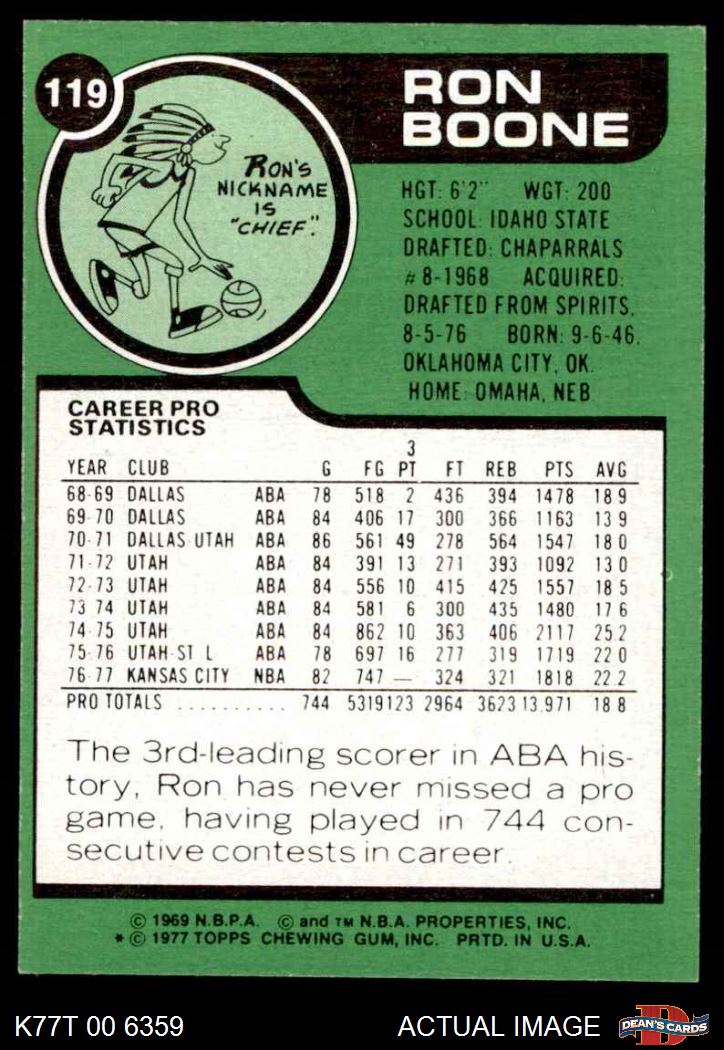 119
RON
BOONE
RON'S
NICKNAME
IS
"CHIEF".
HGT: 6'2" WGT: 200
SCHOOL: IDAHO STATE
DRAFTED: CHAPARRALS
#8-1968 ACQUIRED:
DRAFTED FROM SPIRITS,
8-5-76 BORN: 9-6-46,
OKLAHOMA CITY, OK.
HOME: OMAHA, NEB
CAREER PRO
STATISTICS
YEAR CLUB G FG 3 PT FT REB PTS AVG
68-69 DALLAS ABA 78 518 2 436 394 1478 18.9
69-70 DALLAS ABA 84 406 17 300 366 1163 13.9
70-71 DALLAS-UTAH ABA 86 561 49 278 564 1547 18.0
71-72 UTAH ABA 84 391 13 271 393 1092 13.0
72-73 UTAH ABA 84 556 10 415 425 1557 18.5
73-74 UTAH ABA 84 581 6 300 435 1480 17.6
74-75 UTAH ABA 84 862 10 363 406 2117 25.2
75-76 UTAH-ST L ABA 78 697 16 277 319 1719 22.0
76-77 KANSAS CITY NBA 82 747 — 324 321 1818 22.2
PRO TOTALS .......... 744 5319 123 2964 3623 13,971 18.8
The 3rd-leading scorer in ABA his-
tory, Ron has never missed a pro
game, having played in 744 con-
secutive contests in career.
© 1969 N.B.P.A. © and TM N.B.A. PROPERTIES, INC.
* © 1977 TOPPS CHEWING GUM, INC. PRTD. IN U.S.A.
K77T 00 6359 ACTUAL IMAGE D DEAN'S CARDS